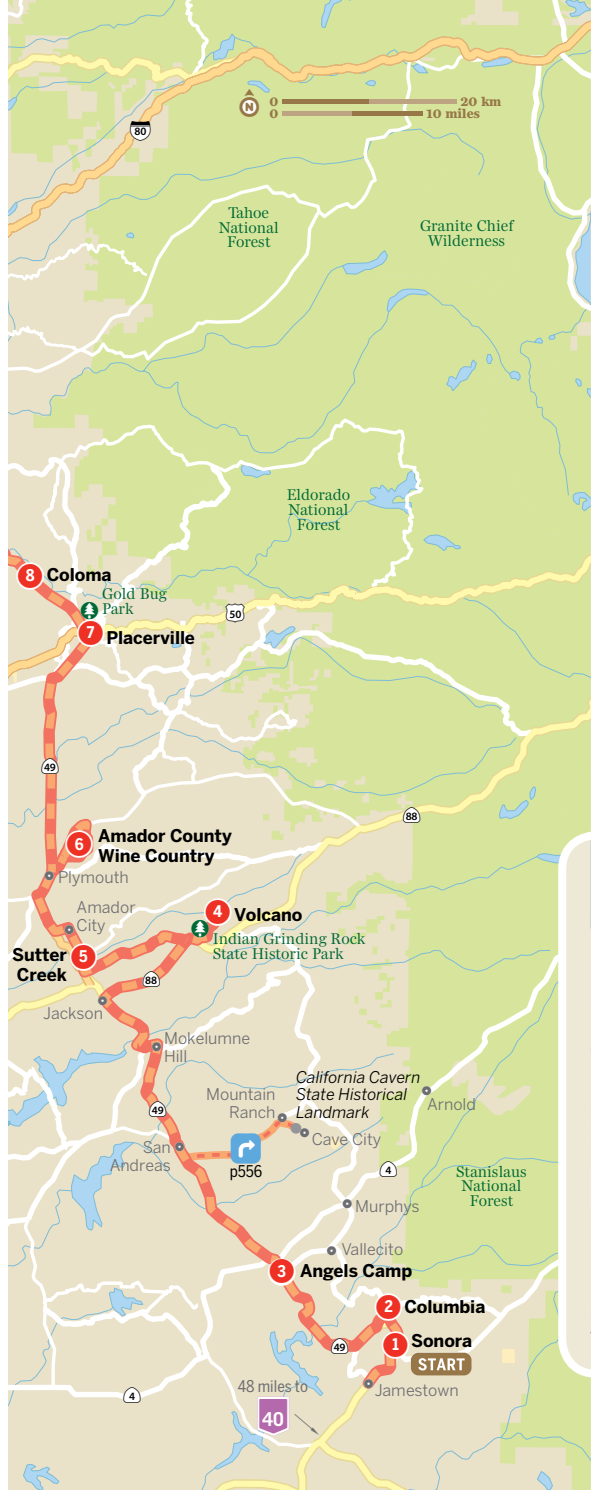 0 20 km
N
0 10 miles
80
Tahoe
National
Forest
Granite Chief
Wilderness
Eldorado
National
Forest
8 Coloma
Gold Bug
Park
50
7 Placerville
49
88
6 Amador County
Wine Country
Plymouth
Amador
City
4 Volcano
Indian Grinding Rock
State Historic Park
Sutter
Creek
5
88
Jackson
Mokelumne
Hill
California Cavern
State Historical
Landmark
Mountain
Ranch
Arnold
49
Cave City
San
Andreas
p556
4
Stanislaus
National
Forest
Murphys
Vallecito
3 Angels Camp
2 Columbia
1 Sonora
START
49
Jamestown
48 miles to
40
4